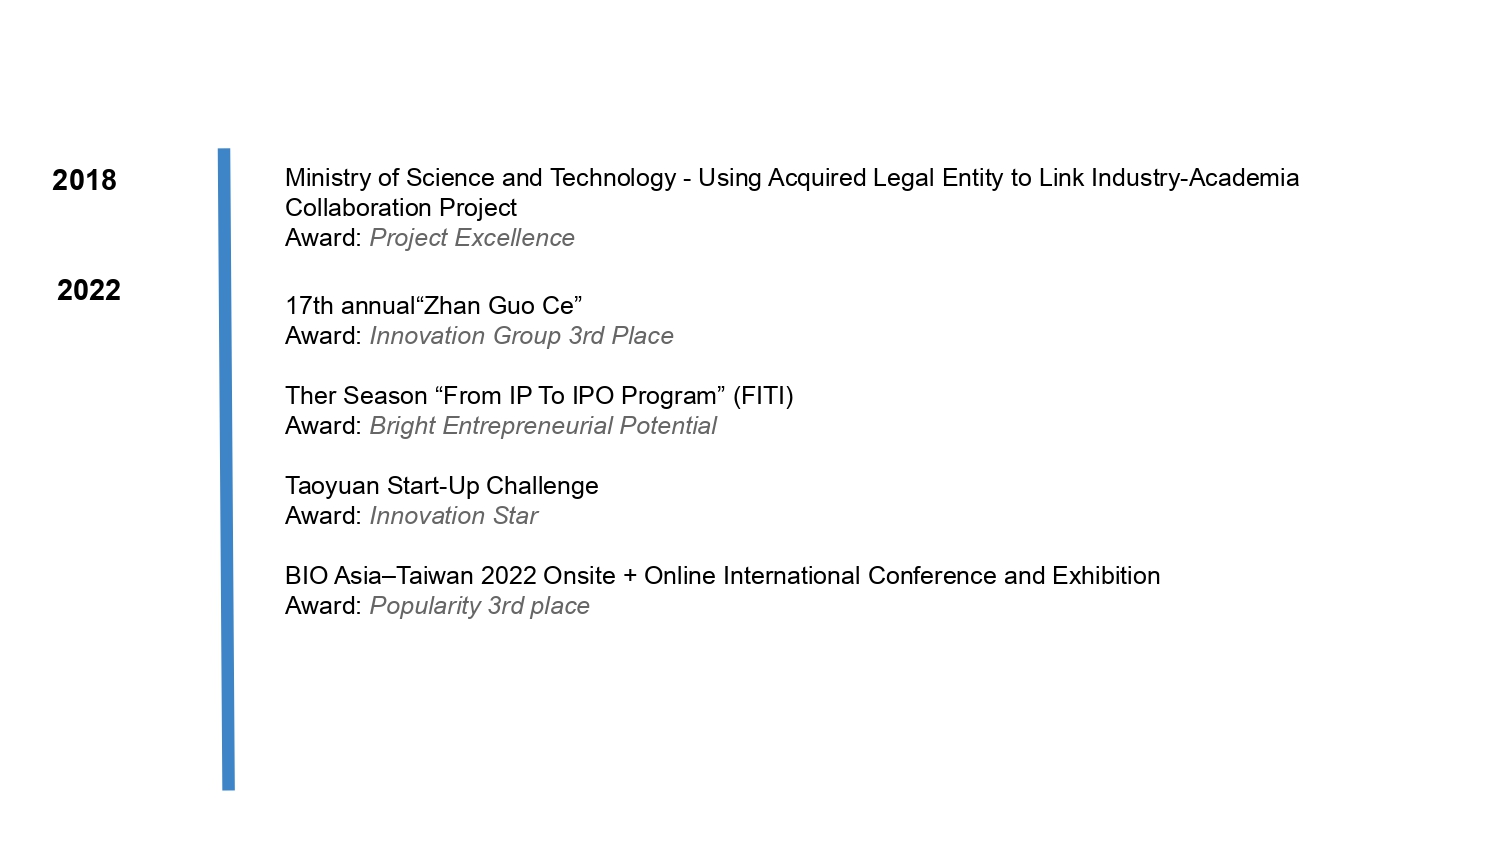 2018
Ministry of Science and Technology - Using Acquired Legal Entity to Link Industry-Academia
Collaboration Project
Award: Project Excellence
2022
17th annual“Zhan Guo Ce”
Award: Innovation Group 3rd Place
Ther Season “From IP To IPO Program” (FITI)
Award: Bright Entrepreneurial Potential
Taoyuan Start-Up Challenge
Award: Innovation Star
BIO Asia–Taiwan 2022 Onsite + Online International Conference and Exhibition
Award: Popularity 3rd place